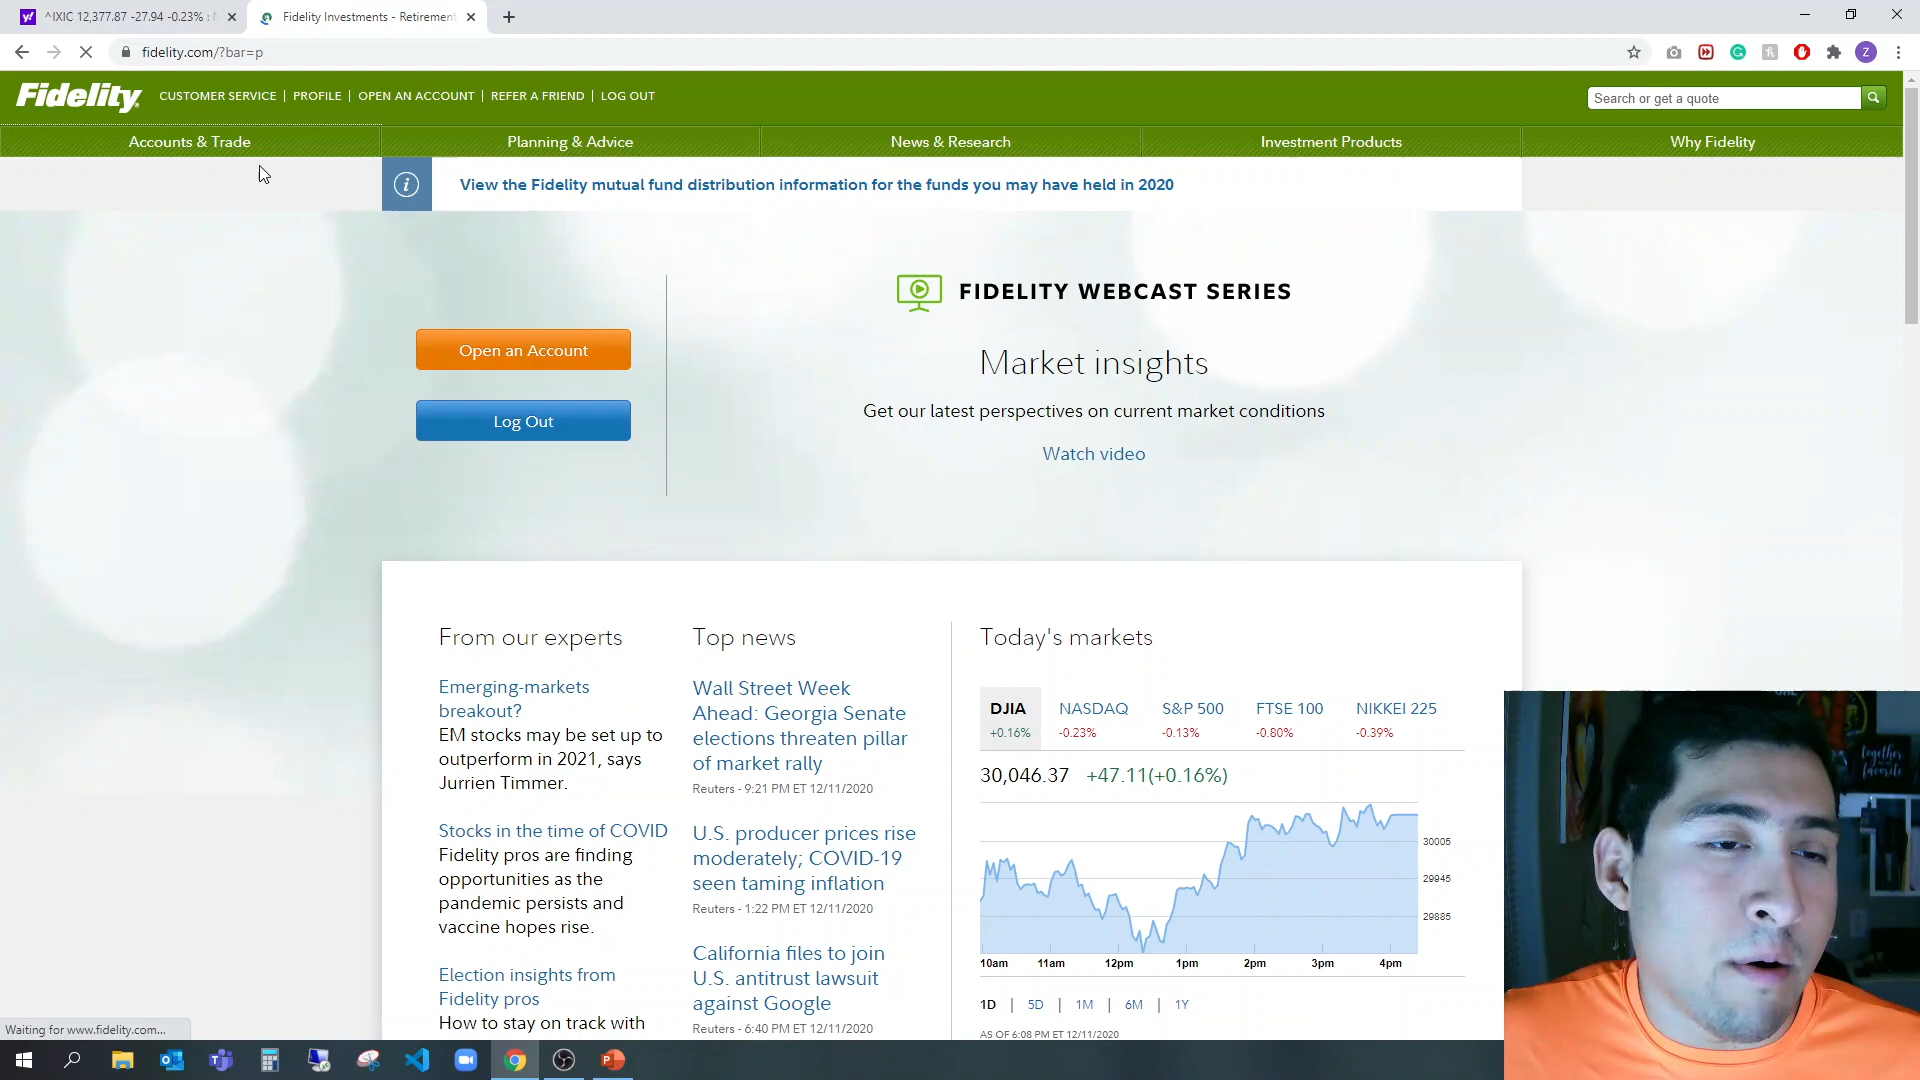 ^IXIC 12,377.87 -27.94 -0.23% :
Fidelity Investments - Retirement
fidelity.com/?bar=p
Z
Fidelity
CUSTOMER SERVICE | PROFILE | OPEN AN ACCOUNT | REFER A FRIEND | LOG OUT
Search or get a quote
Accounts & Trade
Planning & Advice
News & Research
Investment Products
Why Fidelity
View the Fidelity mutual fund distribution information for the funds you may have held in 2020
Open an Account
Log Out
FIDELITY WEBCAST SERIES
Market insights
Get our latest perspectives on current market conditions
Watch video
From our experts
Emerging-markets
breakout?
EM stocks may be set up to
outperform in 2021, says
Jurrien Timmer.
Stocks in the time of COVID
Fidelity pros are finding
opportunities as the
pandemic persists and
vaccine hopes rise.
Election insights from
Fidelity pros
How to stay on track with
Top news
Wall Street Week
Ahead: Georgia Senate
elections threaten pillar
of market rally
Reuters - 9:21 PM ET 12/11/2020
U.S. producer prices rise
moderately; COVID-19
seen taming inflation
Reuters - 1:22 PM ET 12/11/2020
California files to join
U.S. antitrust lawsuit
against Google
Reuters - 6:40 PM ET 12/11/2020
Today's markets
DJIA NASDAQ S&P 500 FTSE 100 NIKKEI 225
+0.16% -0.23% -0.13% -0.80% -0.39%
30,046.37 +47.11(+0.16%)
30005
29945
29885
10am 11am 12pm 1pm 2pm 3pm 4pm
1D | 5D | 1M | 6M | 1Y
AS OF 6:08 PM ET 12/11/2020
together
favorite
Waiting for www.fidelity.com...